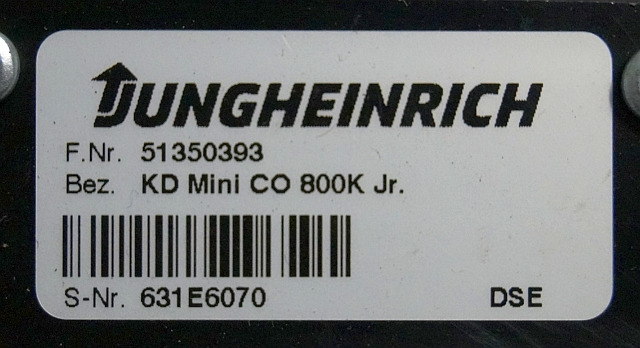 JUNGHEINRICH
F.Nr. 51350393
Bez. KD Mini CO 800K Jr.
S-Nr. 631E6070 DSE